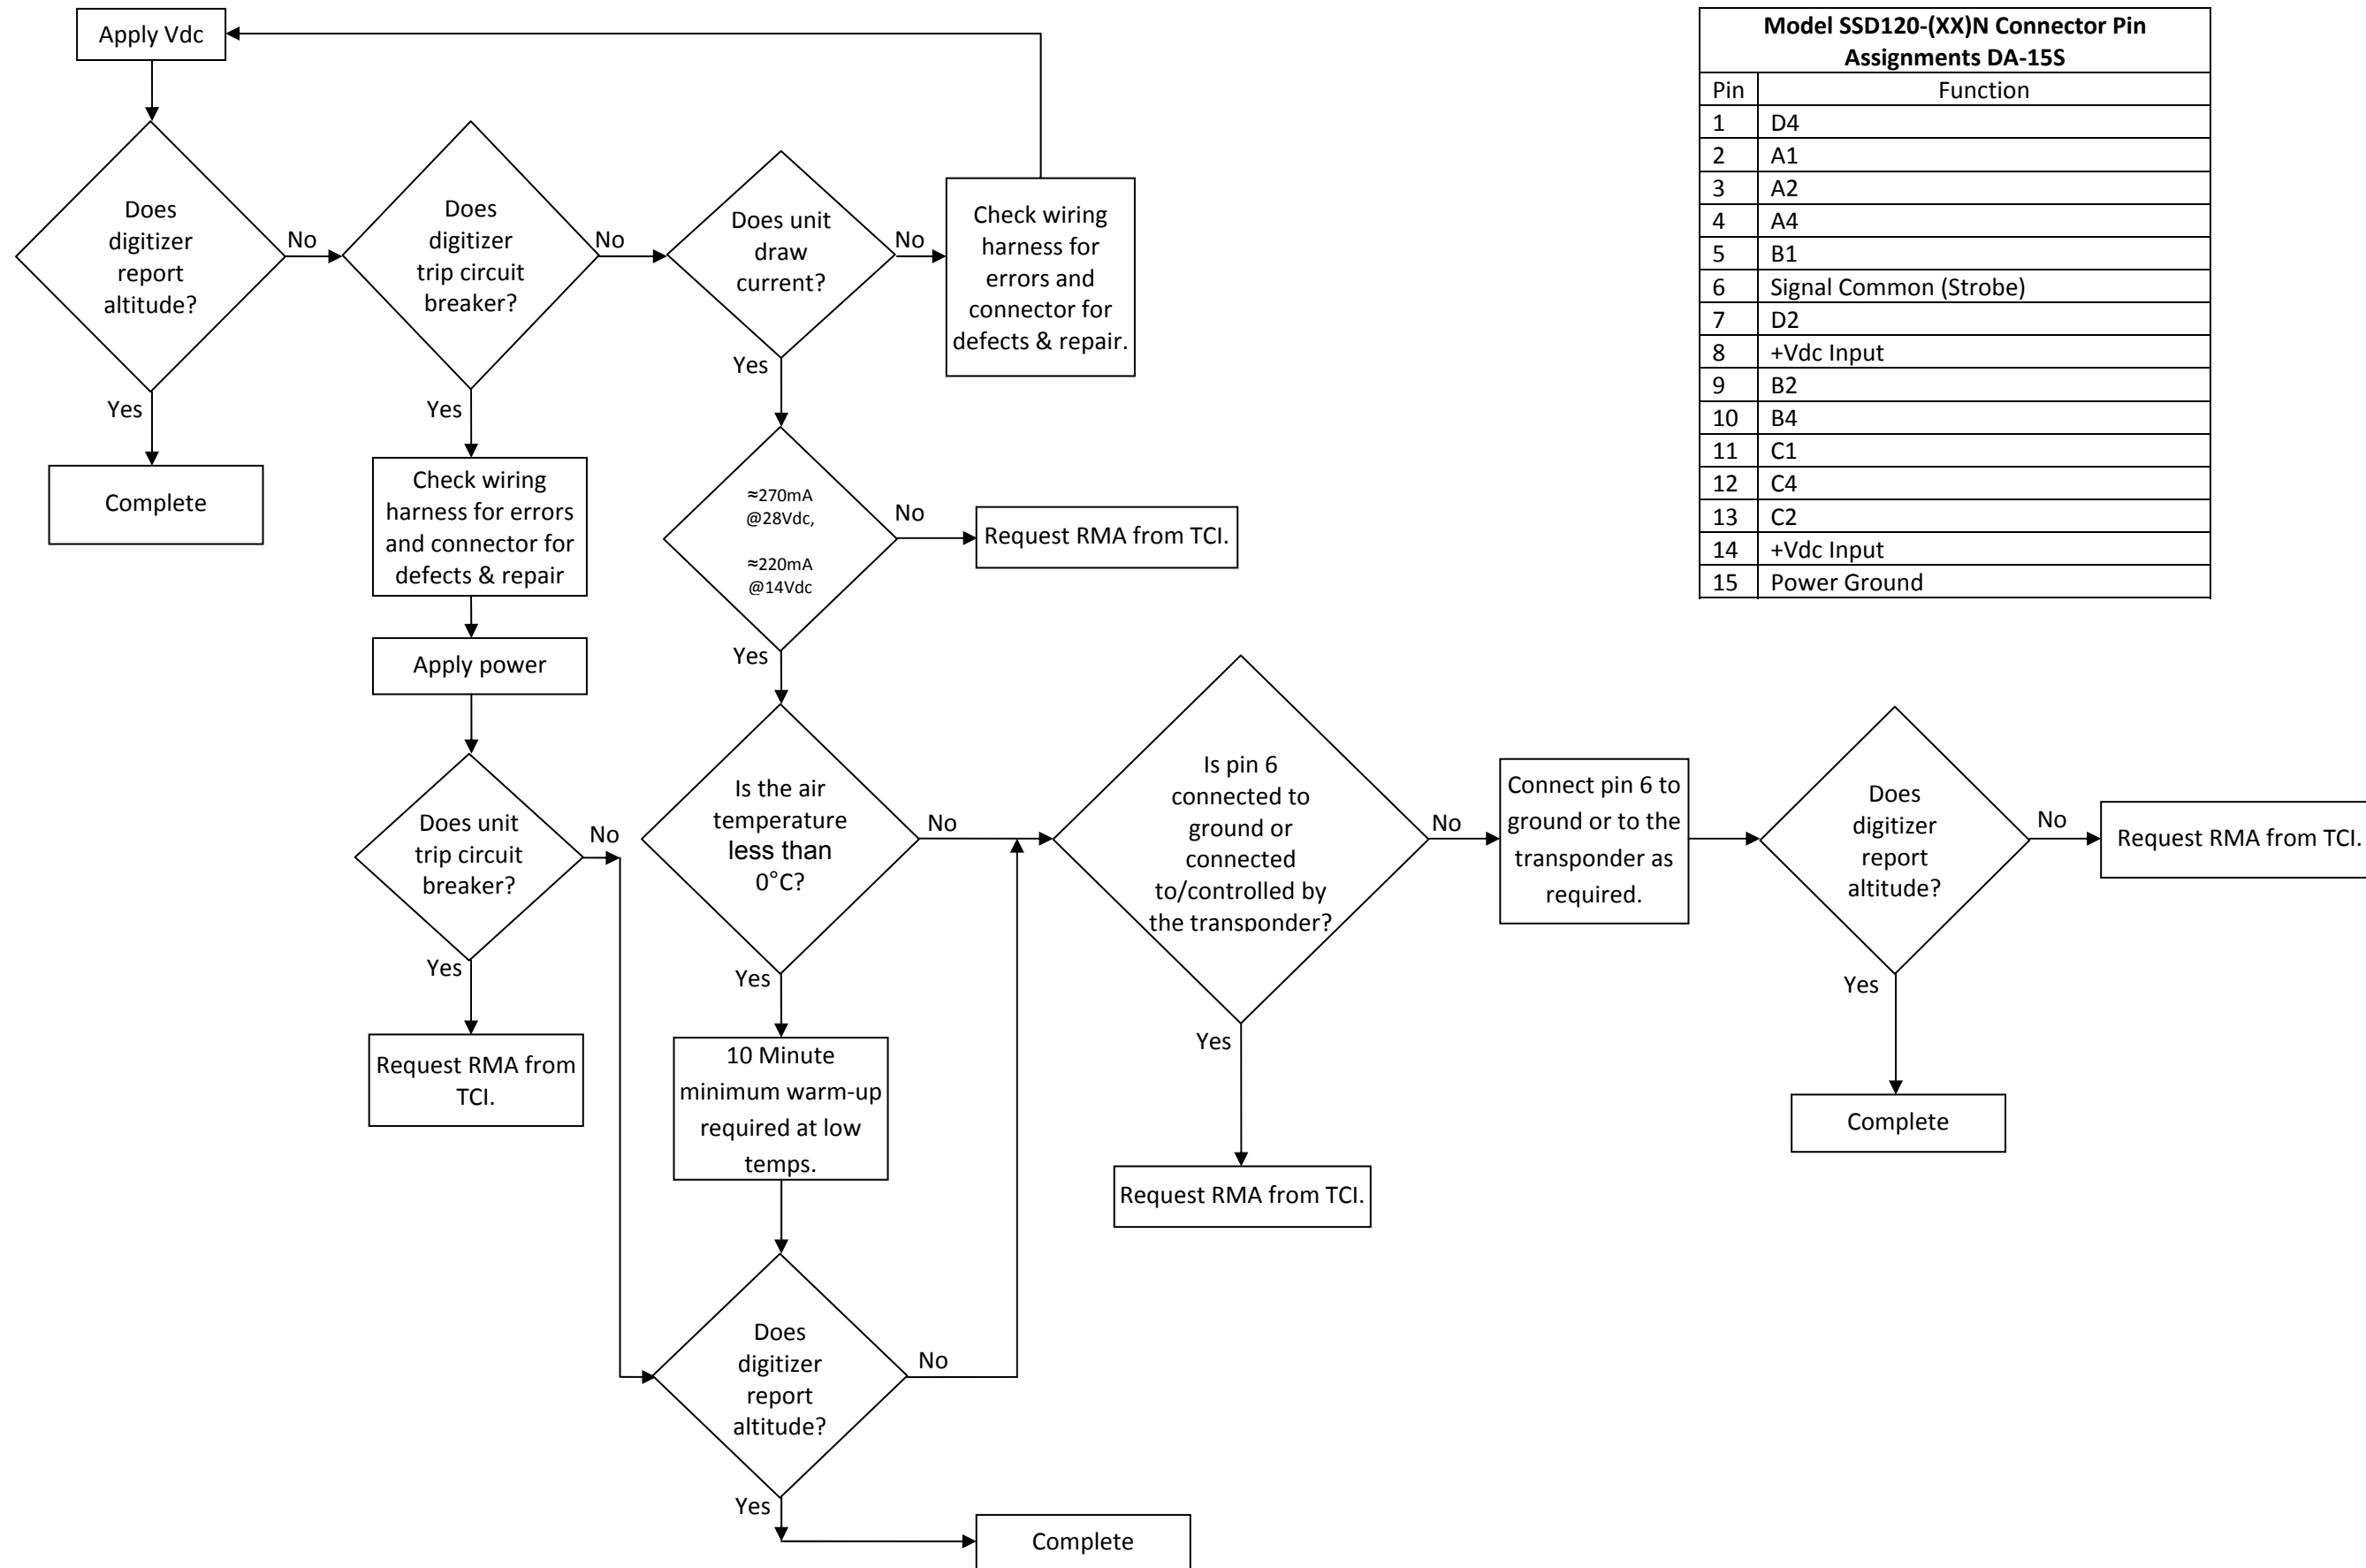 Apply Vdc
Does
digitizer
report
altitude?
No
Yes
Complete
Does
digitizer
trip circuit
breaker?
No
Yes
Check wiring
harness for errors
and connector for
defects & repair
Apply power
Does unit
trip circuit
breaker?
No
Yes
Request RMA from
TCI.
Does unit
draw
current?
No
Yes
Check wiring
harness for
errors and
connector for
defects & repair.
≈270mA
@28Vdc,
≈220mA
@14Vdc
No
Request RMA from TCI.
Yes
Is the air
temperature
less than
0°C?
No
Yes
10 Minute
minimum warm-up
required at low
temps.
Does
digitizer
report
altitude?
No
Yes
Complete
Is pin 6
connected to
ground or
connected
to/controlled by
the transponder?
No
Yes
Request RMA from TCI.
Connect pin 6 to
ground or to the
transponder as
required.
Does
digitizer
report
altitude?
No
Request RMA from TCI.
Yes
Complete
Model SSD120-(XX)N Connector Pin
Assignments DA-15S
Pin Function
1 D4
2 A1
3 A2
4 A4
5 B1
6 Signal Common (Strobe)
7 D2
8 +Vdc Input
9 B2
10 B4
11 C1
12 C4
13 C2
14 +Vdc Input
15 Power Ground